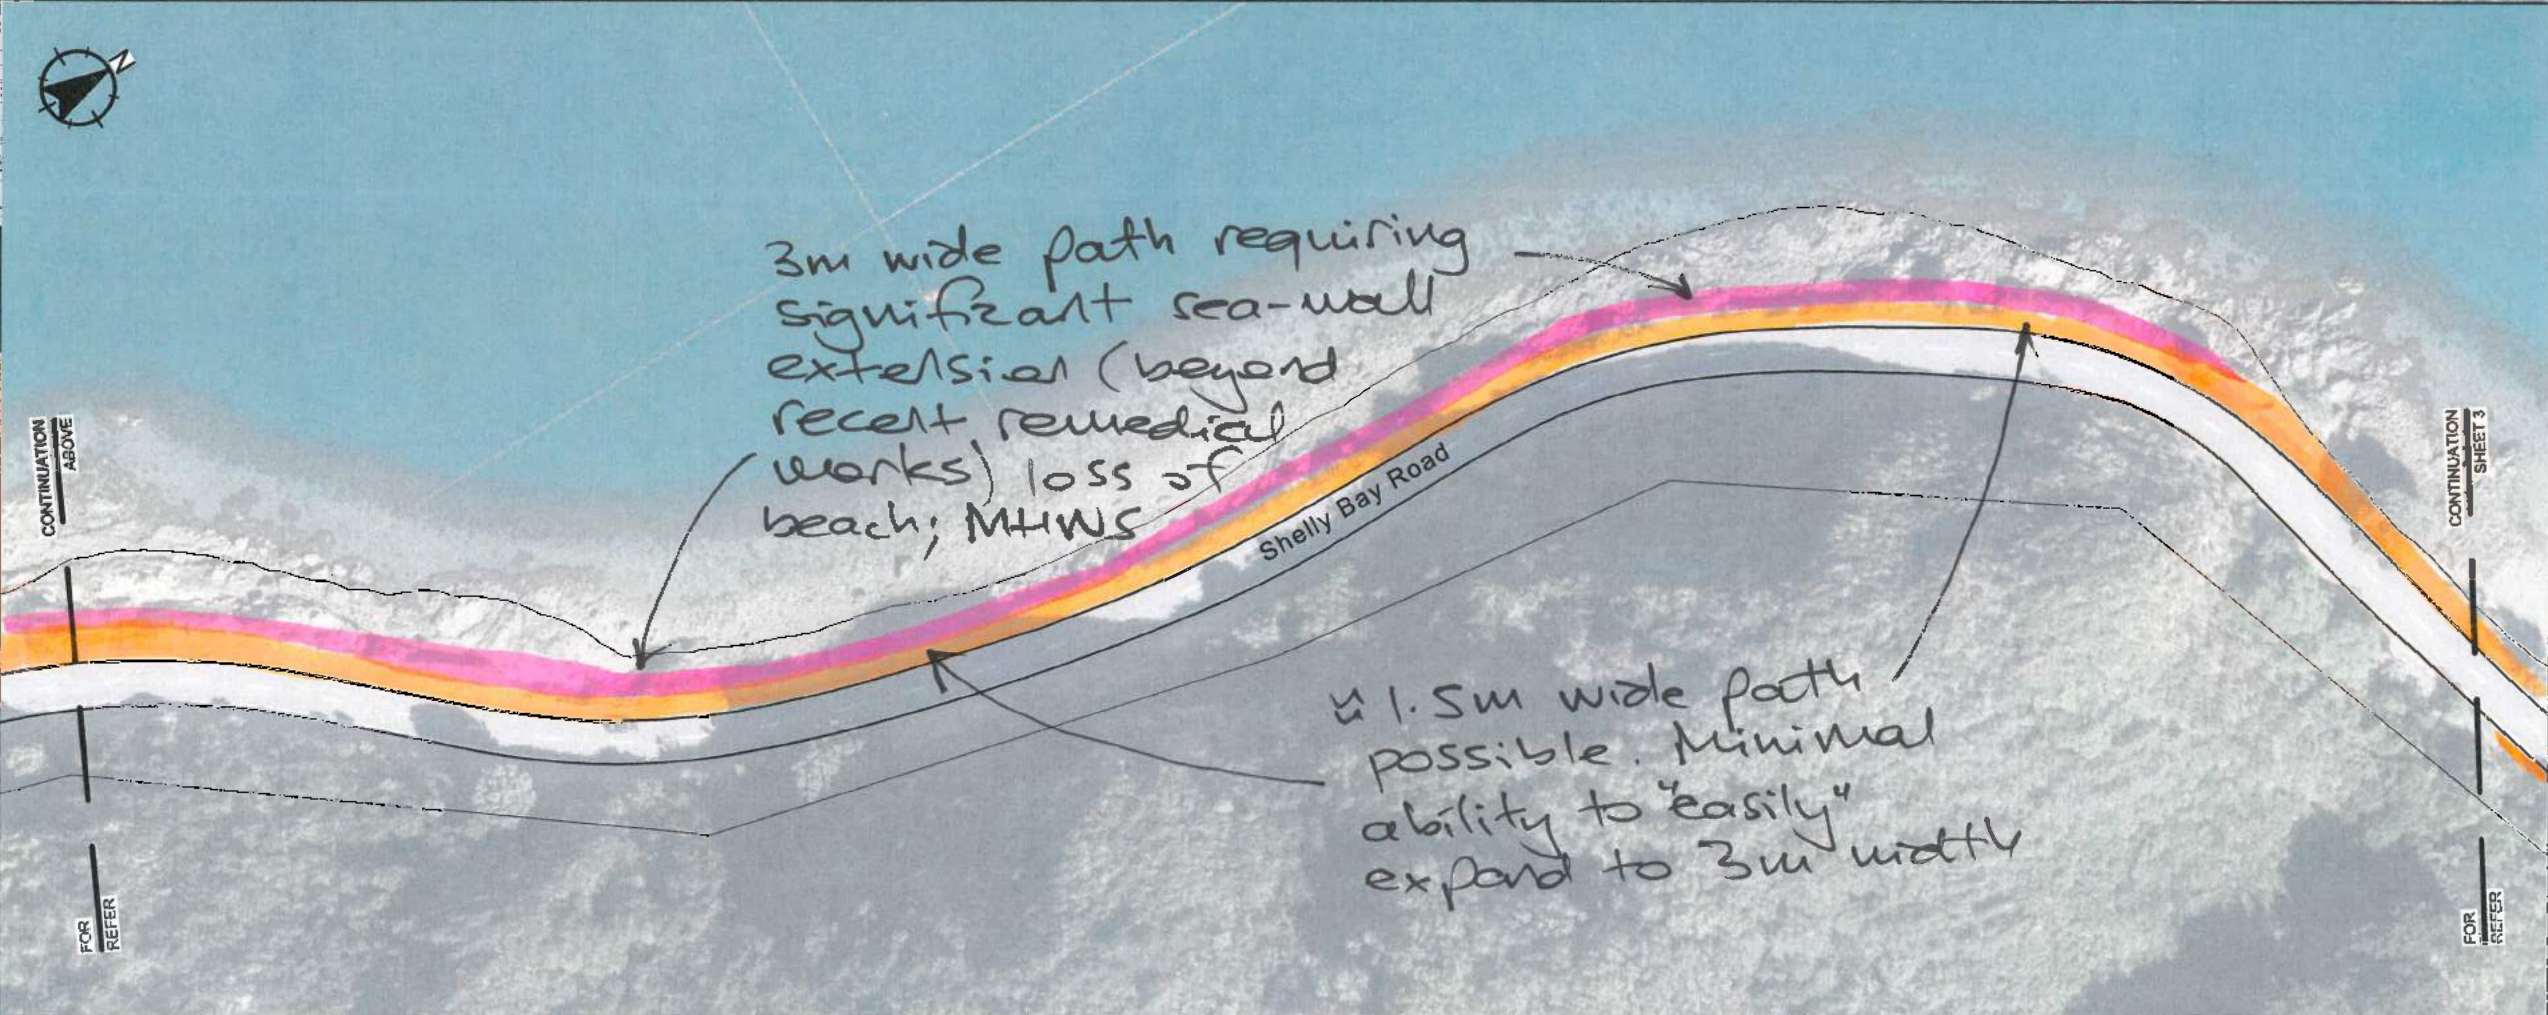 N
3m wide path requiring
significant sea-wall
extension (beyond
recent remedial
works) loss of
beach; MHWS
CONTINUATION
ABOVE
CONTINUATION
SHEET 3
Shelly Bay Road
1.5m wide path
possible. Minimal
ability to "easily"
expand to 3m width
FOR
REFER
FOR
REFER